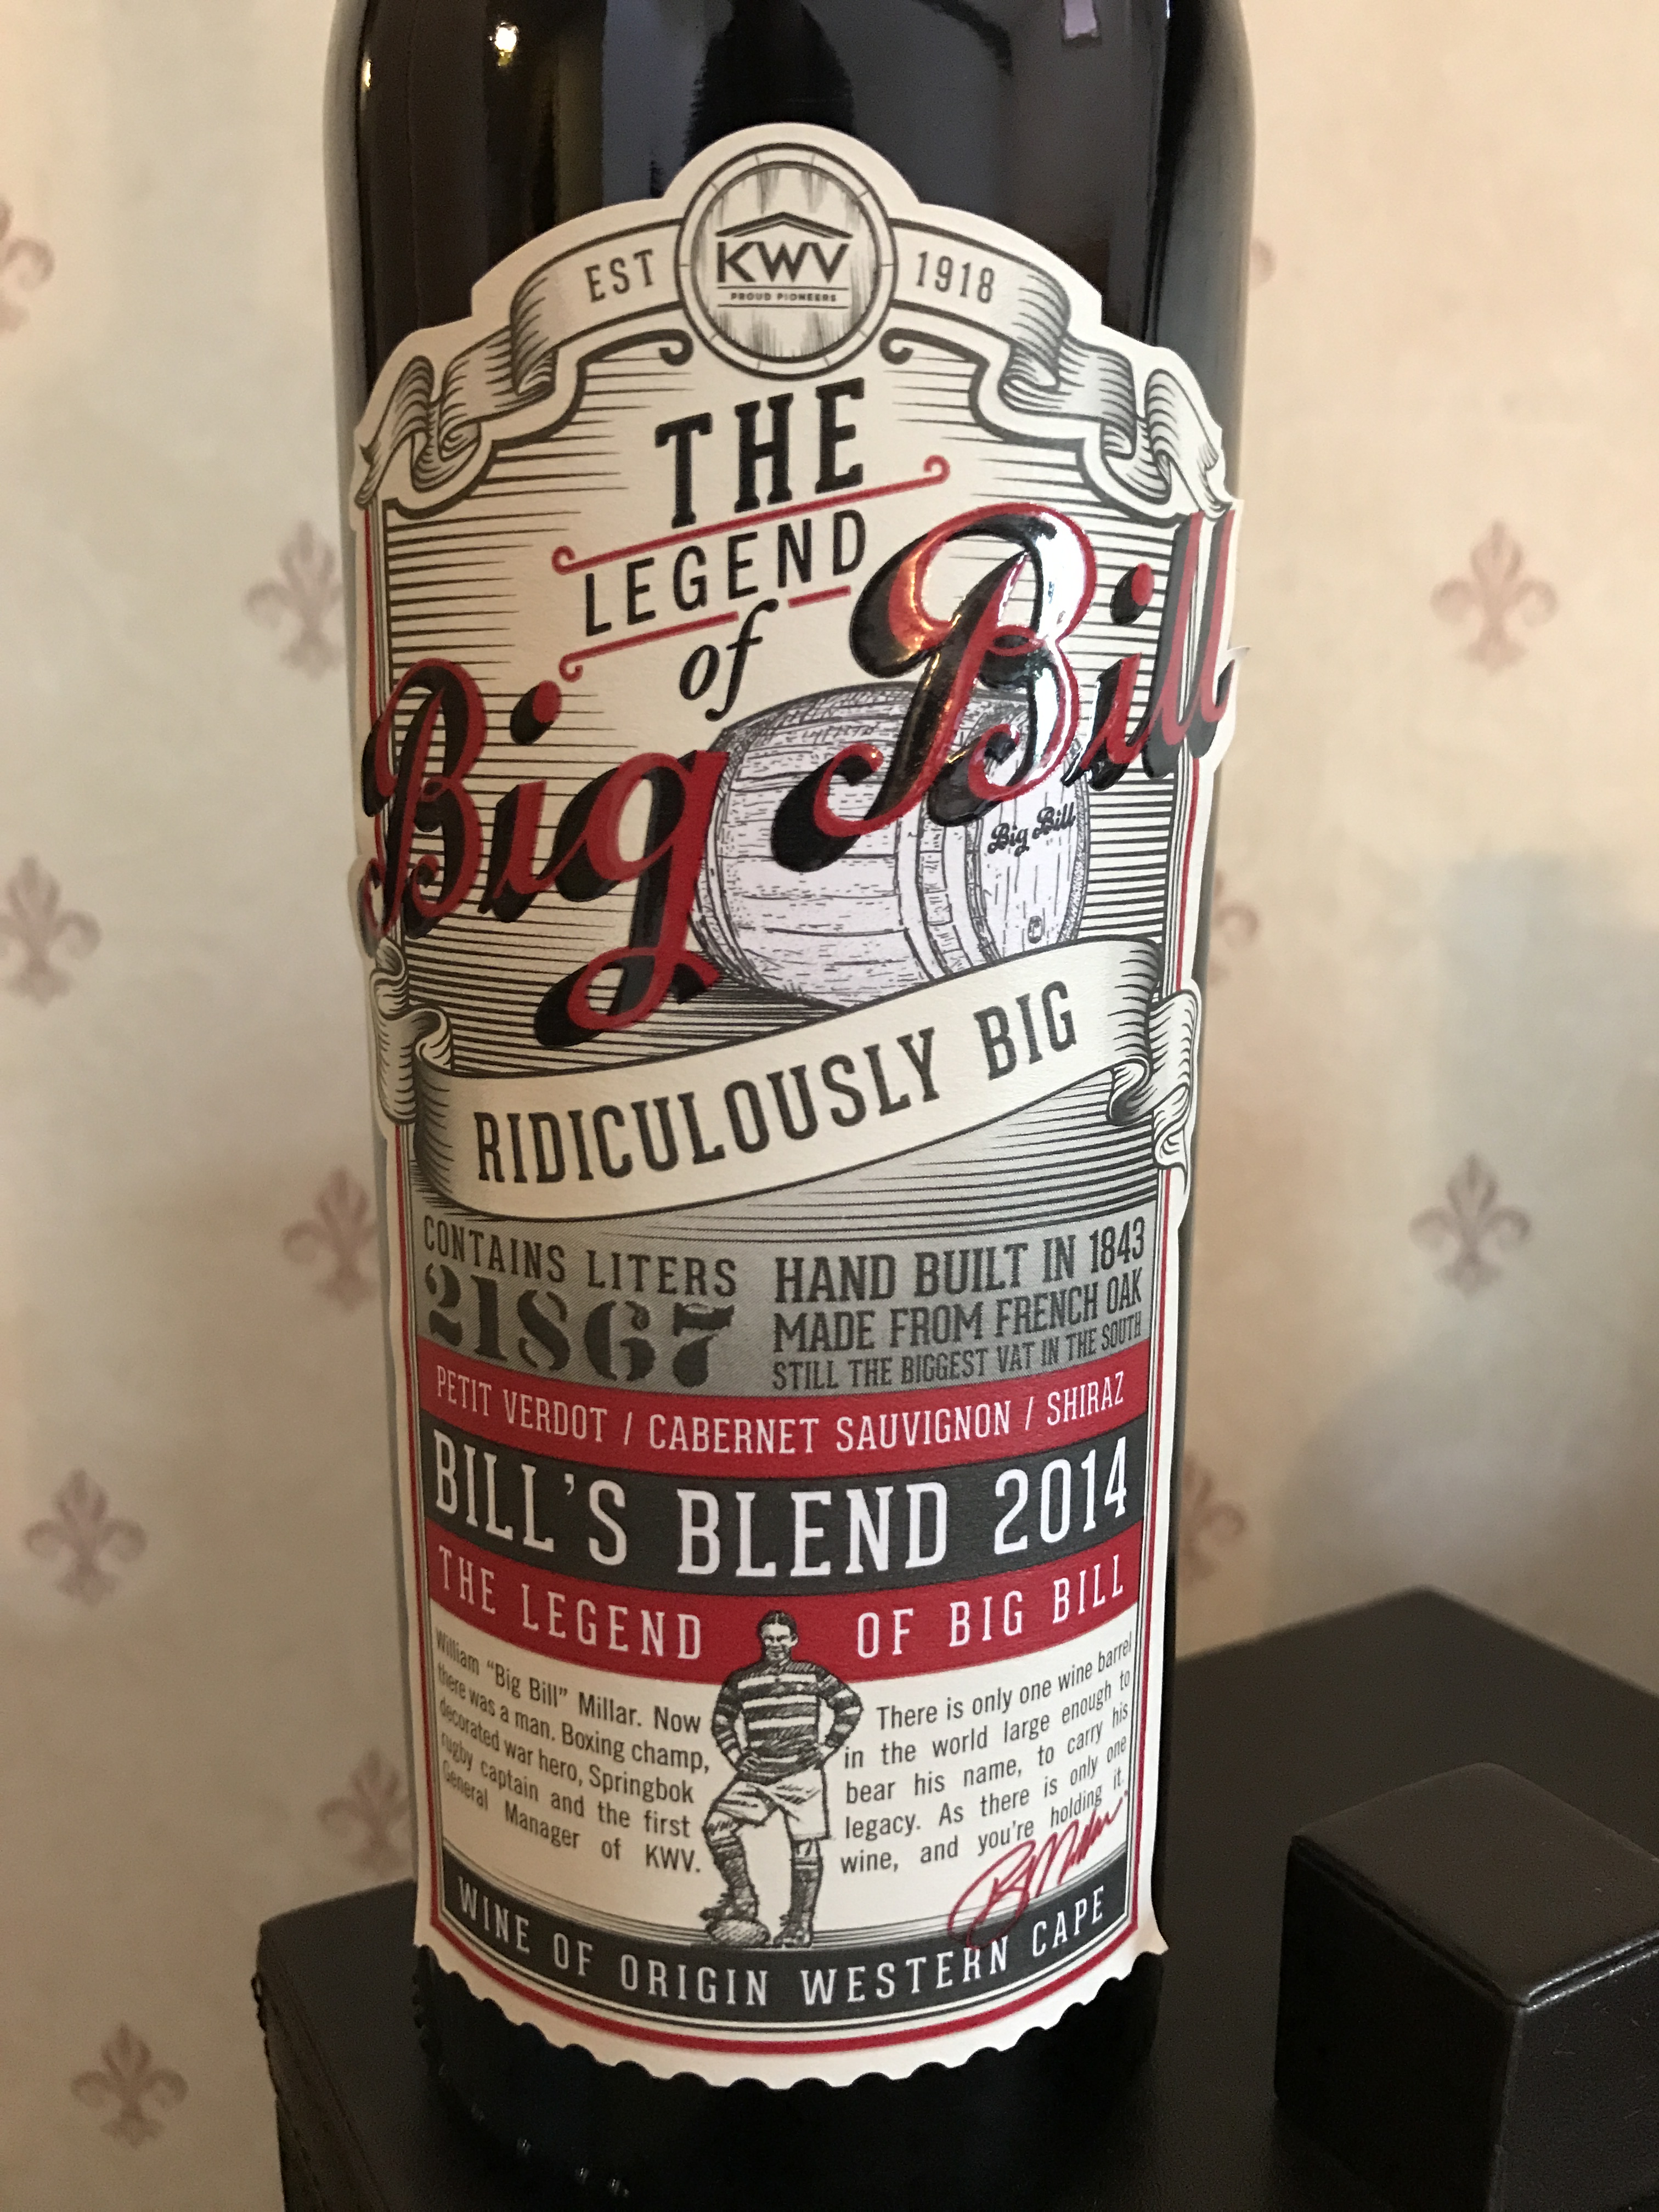 EST
KWV
PROUD PIONEERS
1918
THE
LEGEND
of
Big Bill
Big Bill
RIDICULOUSLY BIG
CONTAINS LITERS
21867
HAND BUILT IN 1843
MADE FROM FRENCH OAK
STILL THE BIGGEST VAT IN THE SOUTH
PETIT VERDOT / CABERNET SAUVIGNON / SHIRAZ
BILL'S BLEND 2014
THE LEGEND OF BIG BILL
William "Big Bill" Millar. Now
there was a man. Boxing champ,
decorated war hero, Springbok
rugby captain and the first
General Manager of KWV.
There is only one wine barrel
in the world large enough to
bear his name, to carry his
legacy. As there is only one
wine, and you're holding it.
WINE OF ORIGIN WESTERN CAPE